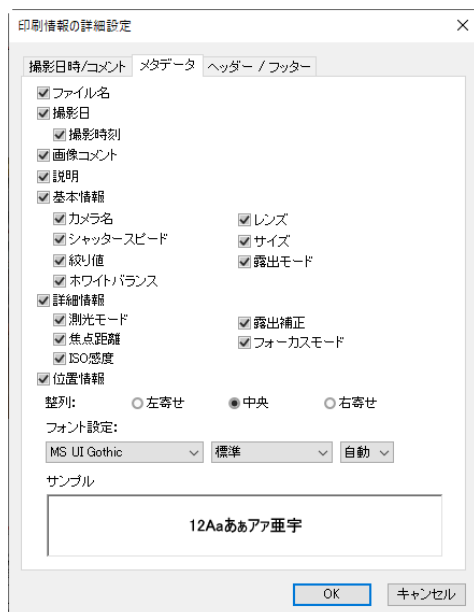 印刷情報の詳細設定
撮影日時/コメント メタデータ ヘッダー / フッター
ファイル名
撮影日
撮影時刻
画像コメント
説明
基本情報
カメラ名 レンズ
シャッタースピード サイズ
絞り値 露出モード
ホワイトバランス
詳細情報
測光モード 露出補正
焦点距離 フォーカスモード
ISO感度
位置情報
整列: 左寄せ 中央 右寄せ
フォント設定:
MS UI Gothic 標準 自動
サンプル
12Aaあぁアァ亜宇
OK キャンセル